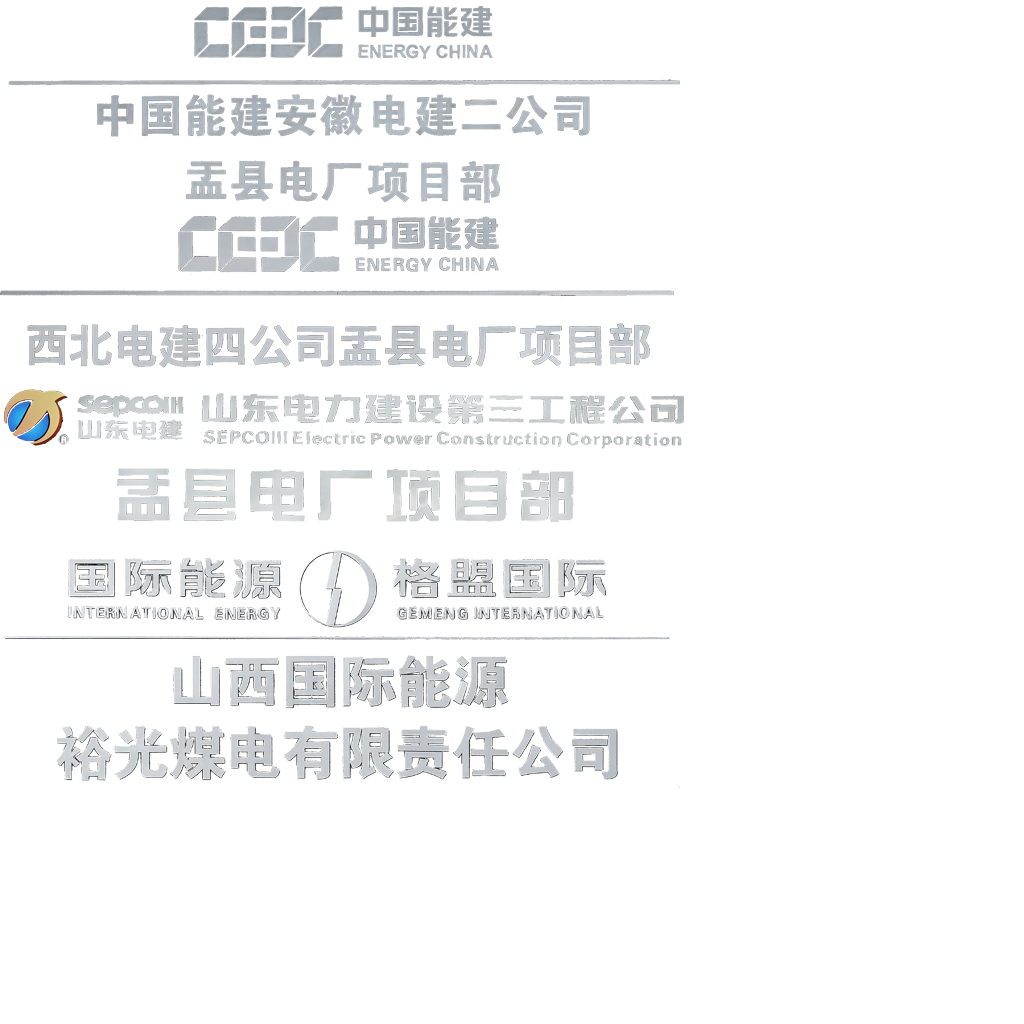 CEEC 中国能建
ENERGY CHINA
中国能建安徽电建二公司
盂县电厂项目部
CEEC 中国能建
ENERGY CHINA
西北电建四公司盂县电厂项目部
SEPCOIII 山东电力建设第三工程公司
® 山东电建 SEPCOIII Electric Power Construction Corporation
盂县电厂项目部
国际能源 格盟国际
INTERNATIONAL ENERGY GEMENG INTERNATIONAL
山西国际能源
裕光煤电有限责任公司